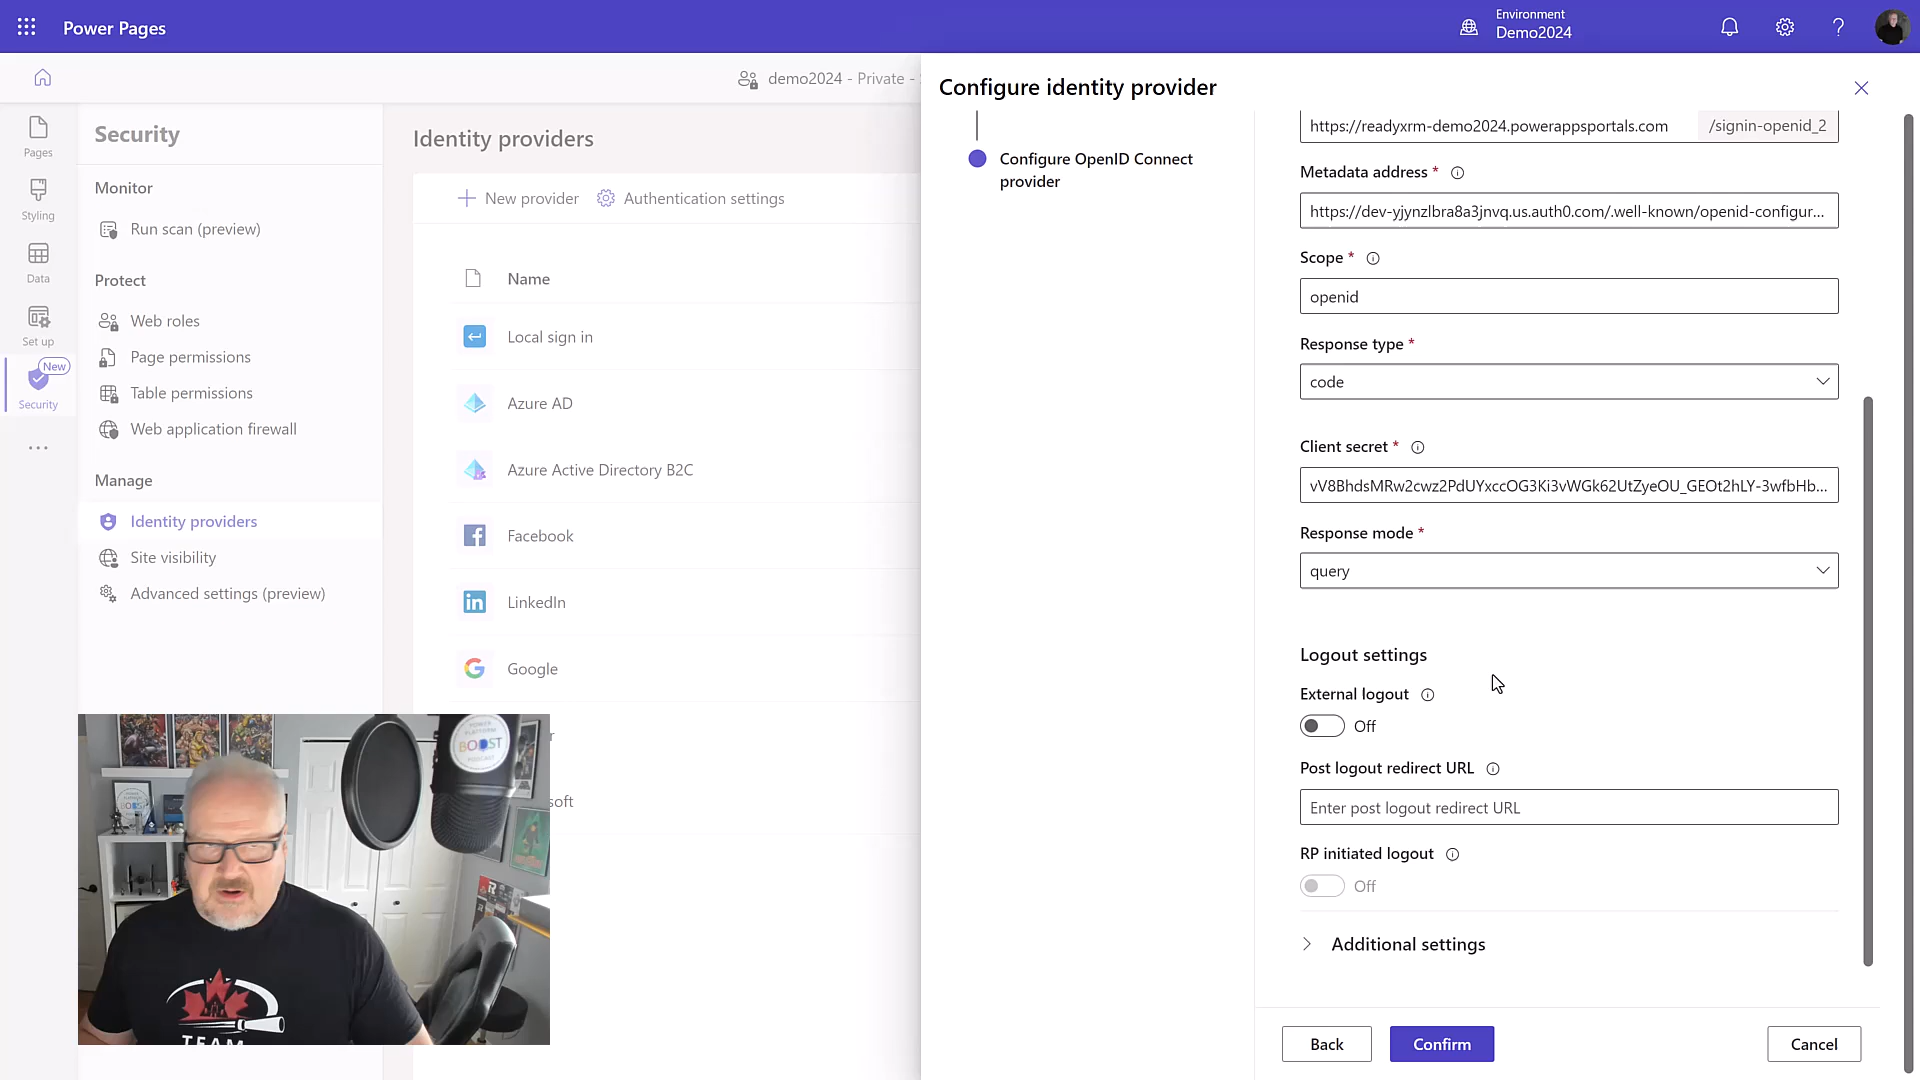 Power Pages
Environment
Demo2024
demo2024 - Private -
Configure identity provider
Pages
Styling
Data
Set up
New
Security
Security
Monitor
Run scan (preview)
Protect
Web roles
Page permissions
Table permissions
Web application firewall
Manage
Identity providers
Site visibility
Advanced settings (preview)
Identity providers
New provider
Authentication settings
Name
Local sign in
Azure AD
Azure Active Directory B2C
Facebook
LinkedIn
Google
r
soft
POWER PLATFORM
BOOST
PODCAST
TEAM
Configure OpenID Connect
provider
https://readyxrm-demo2024.powerappsportals.com /signin-openid_2
Metadata address *
https://dev-yjynzlbra8a3jnvq.us.auth0.com/.well-known/openid-configur...
Scope *
openid
Response type *
code
Client secret *
vV8BhdsMRw2cwz2PdUYxccOG3Ki3vWGk62UtZyeOU_GEOt2hLY-3wfbHb...
Response mode *
query
Logout settings
External logout
Off
Post logout redirect URL
Enter post logout redirect URL
RP initiated logout
Off
Additional settings
Back
Confirm
Cancel